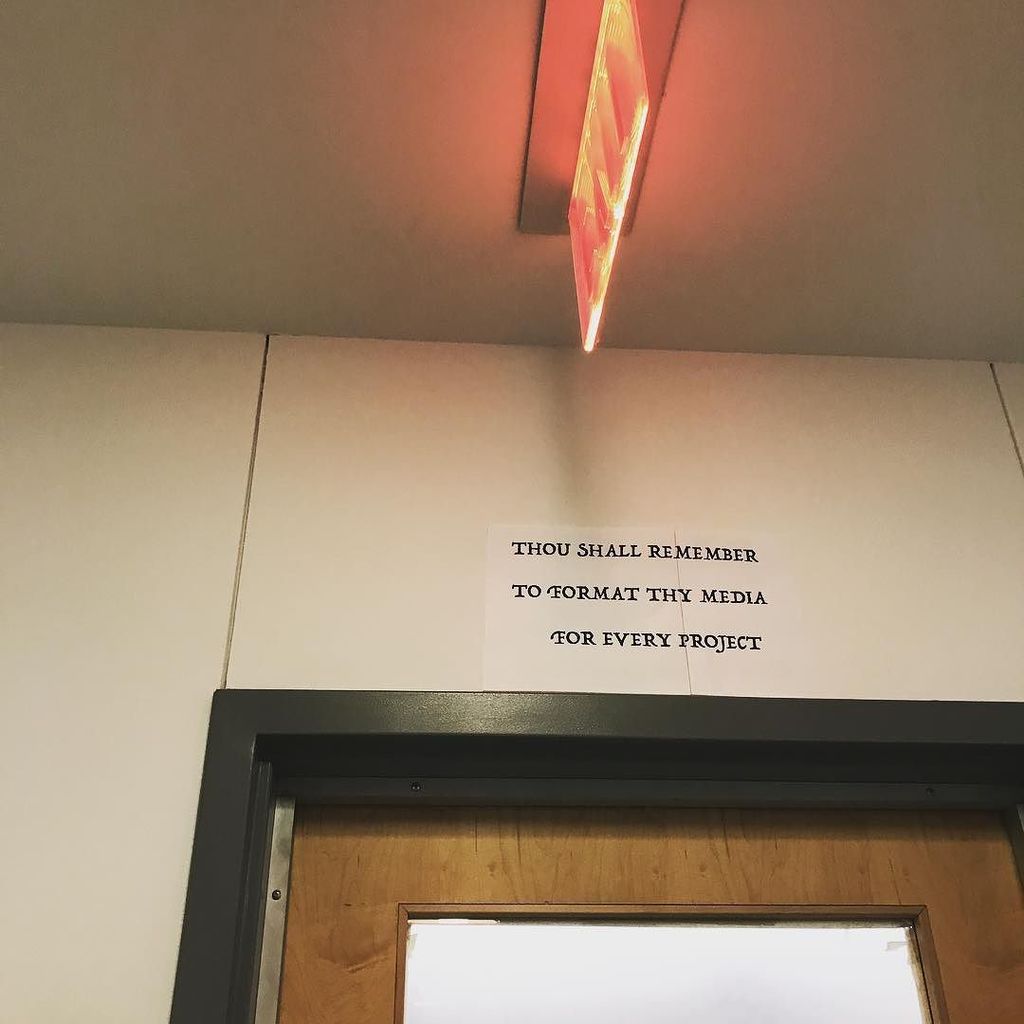 THOU SHALL REMEMBER
TO FORMAT THY MEDIA
FOR EVERY PROJECT